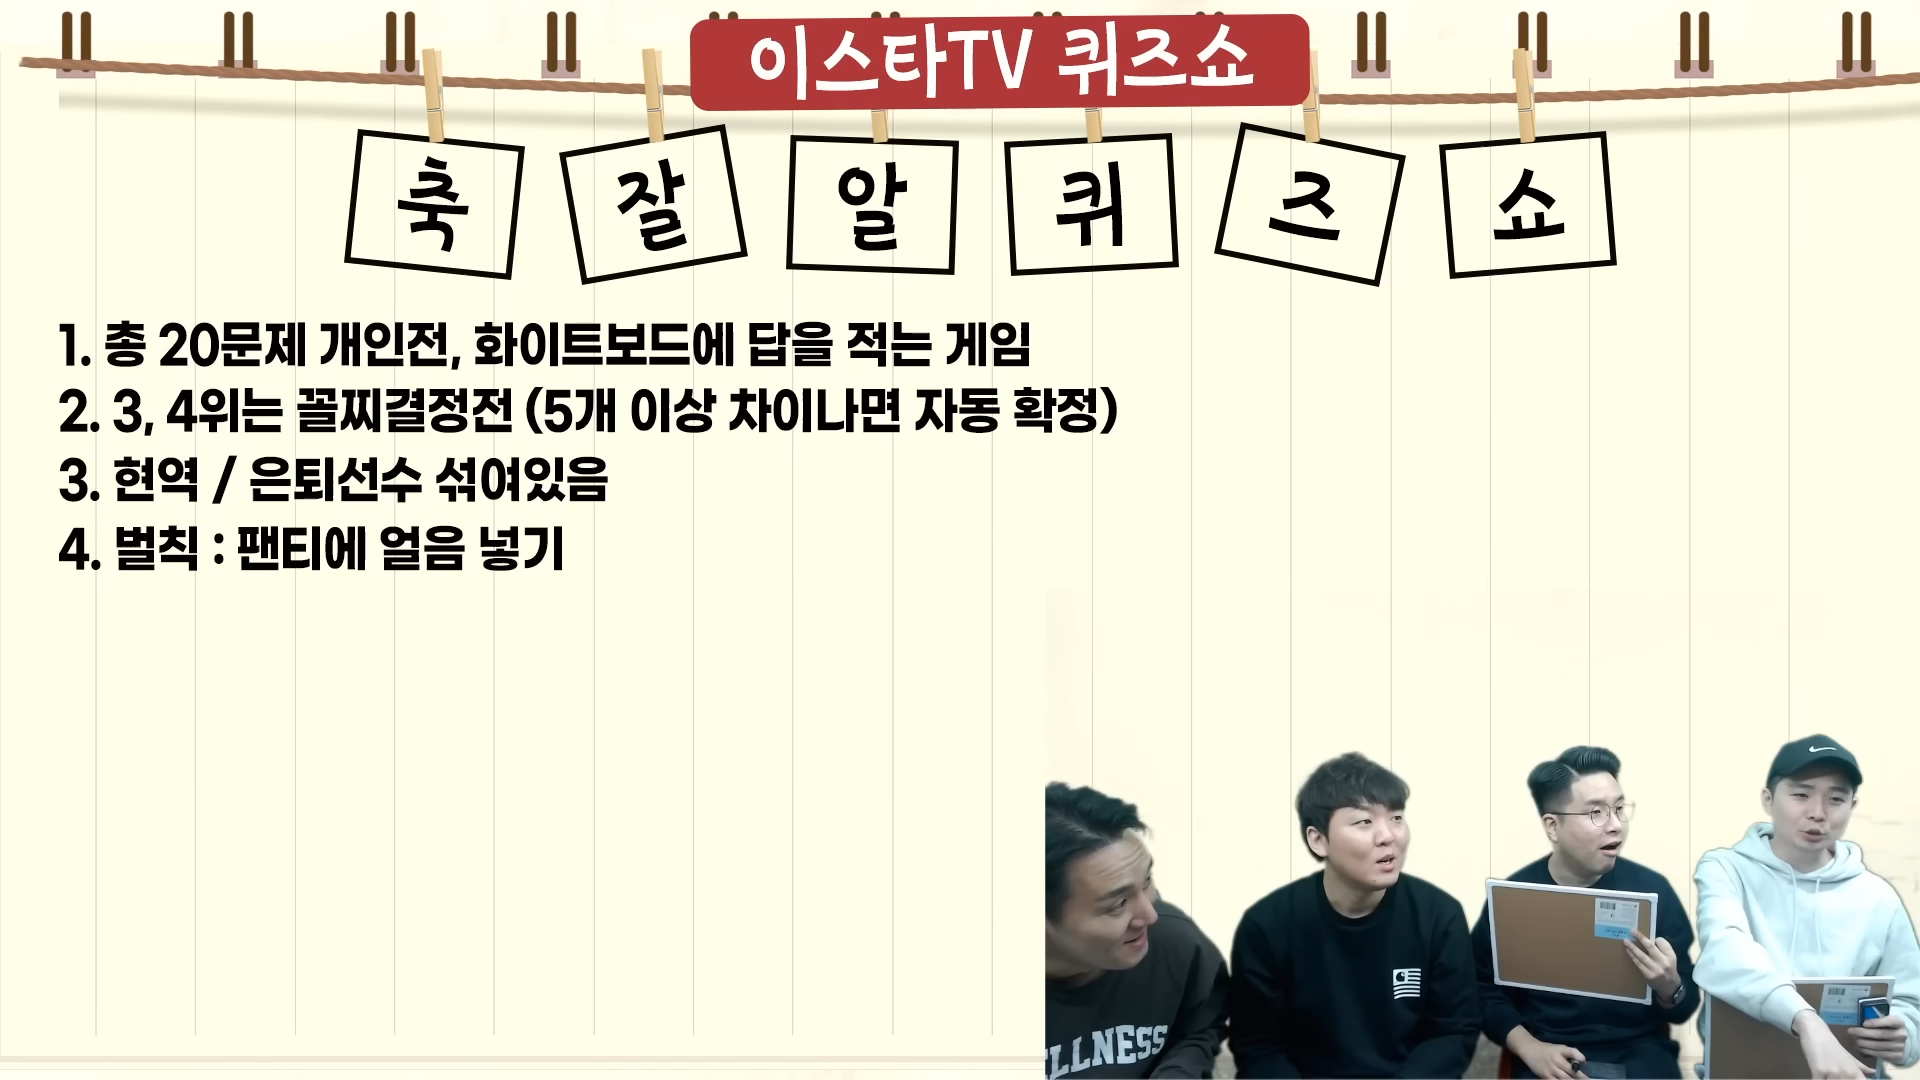 이스타TV 퀴즈쇼
축잘알퀴즈쇼
1. 총 20문제 개인전, 화이트보드에 답을 적는 게임
2. 3, 4위는 꼴찌결정전 (5개 이상 차이나면 자동 확정)
3. 현역 / 은퇴선수 섞여있음
4. 벌칙 : 팬티에 얼음 넣기
LLNESS